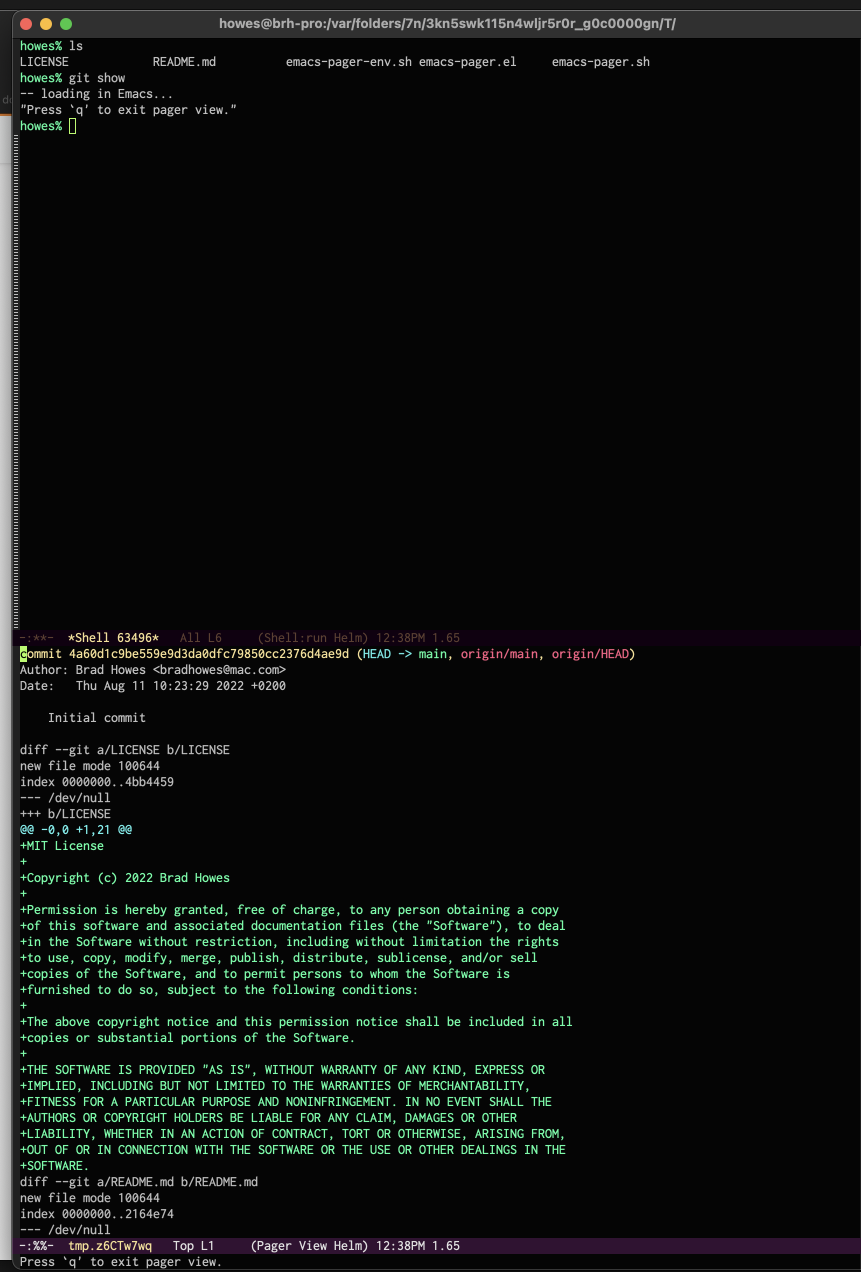 howes@brh-pro:/var/folders/7n/3kn5swk115n4wljr5r0r_g0c0000gn/T/
howes% ls
LICENSE README.md emacs-pager-env.sh emacs-pager.el emacs-pager.sh
howes% git show
-- loading in Emacs...
"Press `q' to exit pager view."
howes%
-:**- *Shell 63496* All L6 (Shell:run Helm) 12:38PM 1.65
commit 4a60d1c9be559e9d3da0dfc79850cc2376d4ae9d (HEAD -> main, origin/main, origin/HEAD)
Author: Brad Howes <bradhowes@mac.com>
Date: Thu Aug 11 10:23:29 2022 +0200
Initial commit
diff --git a/LICENSE b/LICENSE
new file mode 100644
index 0000000..4bb4459
--- /dev/null
+++ b/LICENSE
@@ -0,0 +1,21 @@
+MIT License
+
+Copyright (c) 2022 Brad Howes
+
+Permission is hereby granted, free of charge, to any person obtaining a copy
+of this software and associated documentation files (the "Software"), to deal
+in the Software without restriction, including without limitation the rights
+to use, copy, modify, merge, publish, distribute, sublicense, and/or sell
+copies of the Software, and to permit persons to whom the Software is
+furnished to do so, subject to the following conditions:
+
+The above copyright notice and this permission notice shall be included in all
+copies or substantial portions of the Software.
+
+THE SOFTWARE IS PROVIDED "AS IS", WITHOUT WARRANTY OF ANY KIND, EXPRESS OR
+IMPLIED, INCLUDING BUT NOT LIMITED TO THE WARRANTIES OF MERCHANTABILITY,
+FITNESS FOR A PARTICULAR PURPOSE AND NONINFRINGEMENT. IN NO EVENT SHALL THE
+AUTHORS OR COPYRIGHT HOLDERS BE LIABLE FOR ANY CLAIM, DAMAGES OR OTHER
+LIABILITY, WHETHER IN AN ACTION OF CONTRACT, TORT OR OTHERWISE, ARISING FROM,
+OUT OF OR IN CONNECTION WITH THE SOFTWARE OR THE USE OR OTHER DEALINGS IN THE
+SOFTWARE.
diff --git a/README.md b/README.md
new file mode 100644
index 0000000..2164e74
--- /dev/null
-:%%- tmp.z6CTw7wq Top L1 (Pager View Helm) 12:38PM 1.65
Press `q' to exit pager view.